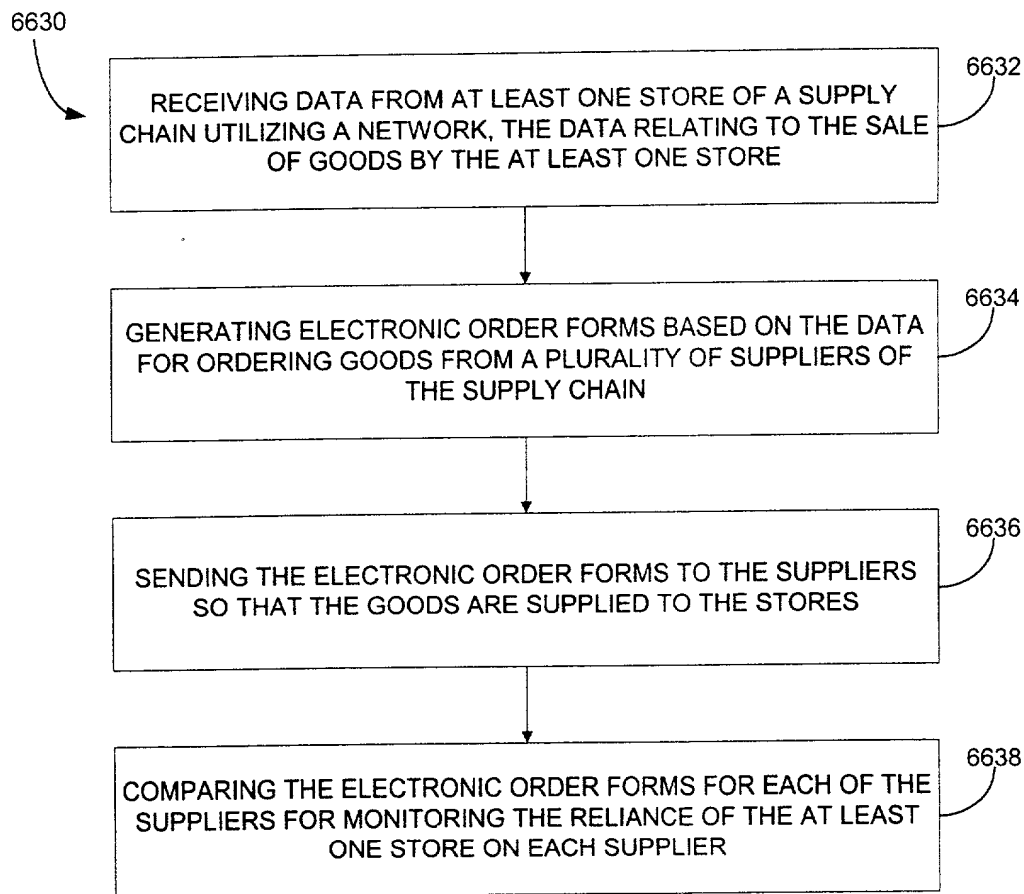 6630
6632
RECEIVING DATA FROM AT LEAST ONE STORE OF A SUPPLY
CHAIN UTILIZING A NETWORK, THE DATA RELATING TO THE SALE
OF GOODS BY THE AT LEAST ONE STORE
6634
GENERATING ELECTRONIC ORDER FORMS BASED ON THE DATA
FOR ORDERING GOODS FROM A PLURALITY OF SUPPLIERS OF
THE SUPPLY CHAIN
6636
SENDING THE ELECTRONIC ORDER FORMS TO THE SUPPLIERS
SO THAT THE GOODS ARE SUPPLIED TO THE STORES
6638
COMPARING THE ELECTRONIC ORDER FORMS FOR EACH OF THE
SUPPLIERS FOR MONITORING THE RELIANCE OF THE AT LEAST
ONE STORE ON EACH SUPPLIER